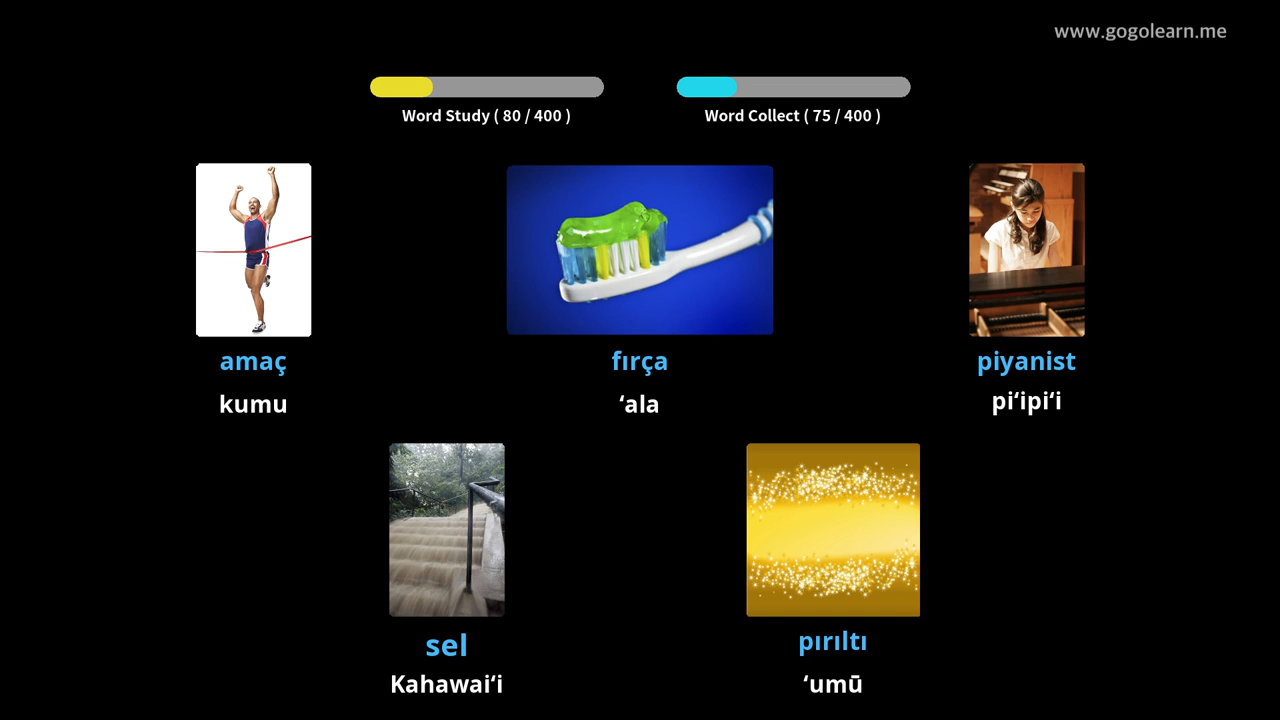 www.gogolearn.me
Word Study ( 80 / 400 )
Word Collect ( 75 / 400 )
amaç
fırça
piyanist
kumu
ʻala
piʻipiʻi
sel
pırıltı
Kahawaiʻi
ʻumū